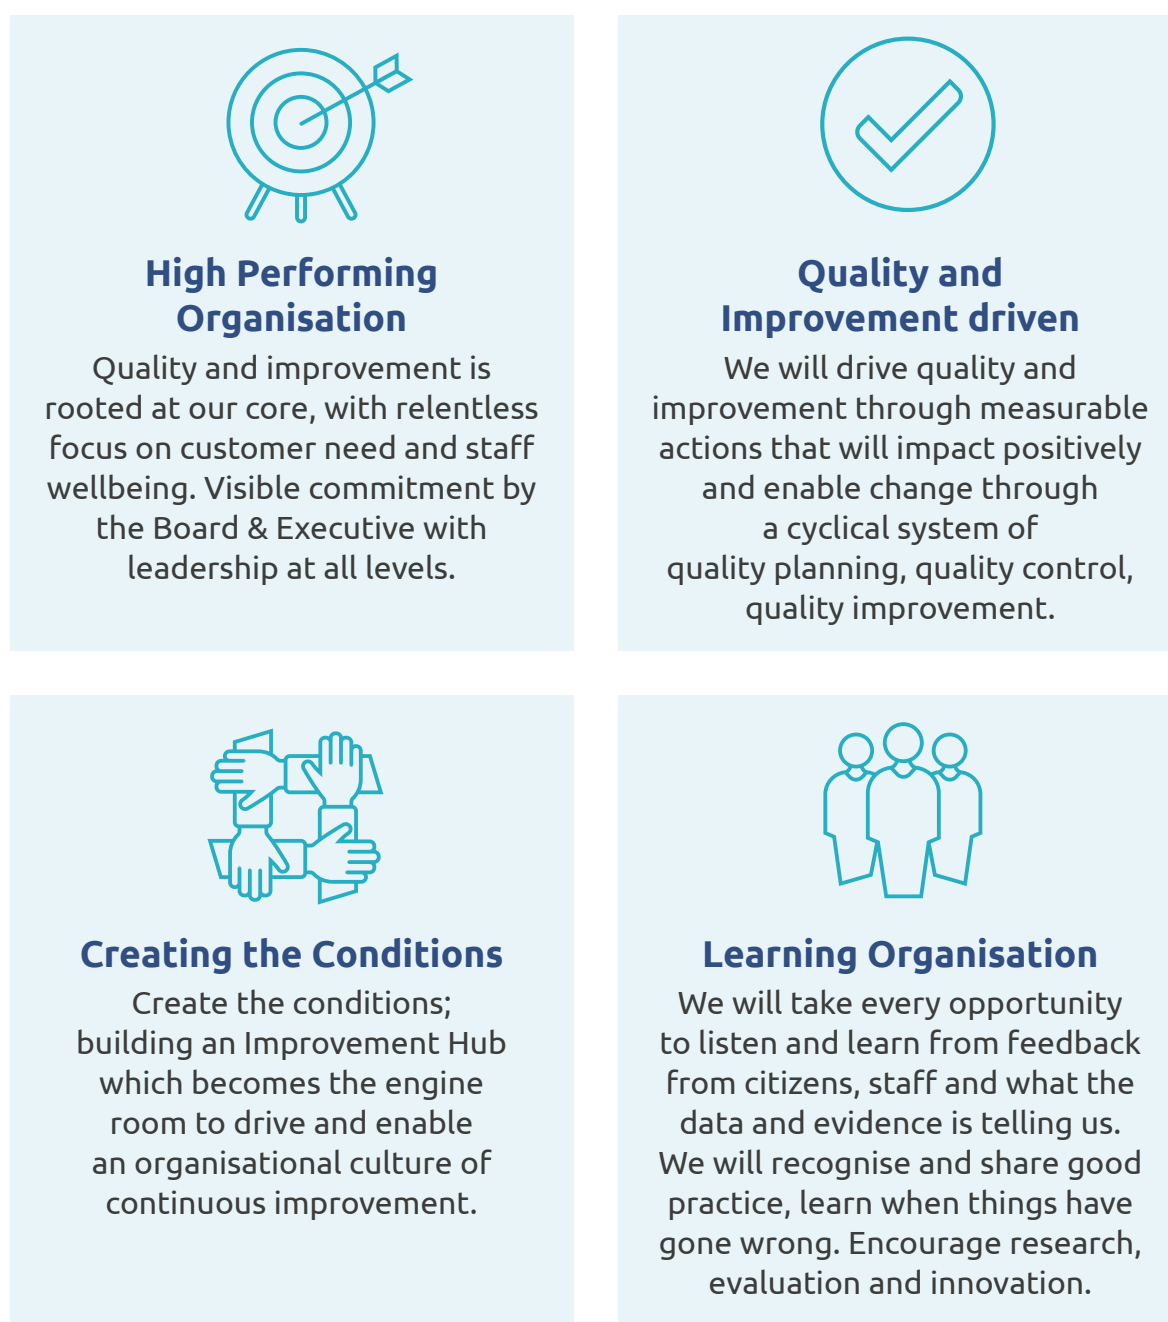 High Performing
Organisation
Quality and improvement is
rooted at our core, with relentless
focus on customer need and staff
wellbeing. Visible commitment by
the Board & Executive with
leadership at all levels.
Quality and
Improvement driven
We will drive quality and
improvement through measurable
actions that will impact positively
and enable change through
a cyclical system of
quality planning, quality control,
quality improvement.
Creating the Conditions
Create the conditions;
building an Improvement Hub
which becomes the engine
room to drive and enable
an organisational culture of
continuous improvement.
Learning Organisation
We will take every opportunity
to listen and learn from feedback
from citizens, staff and what the
data and evidence is telling us.
We will recognise and share good
practice, learn when things have
gone wrong. Encourage research,
evaluation and innovation.